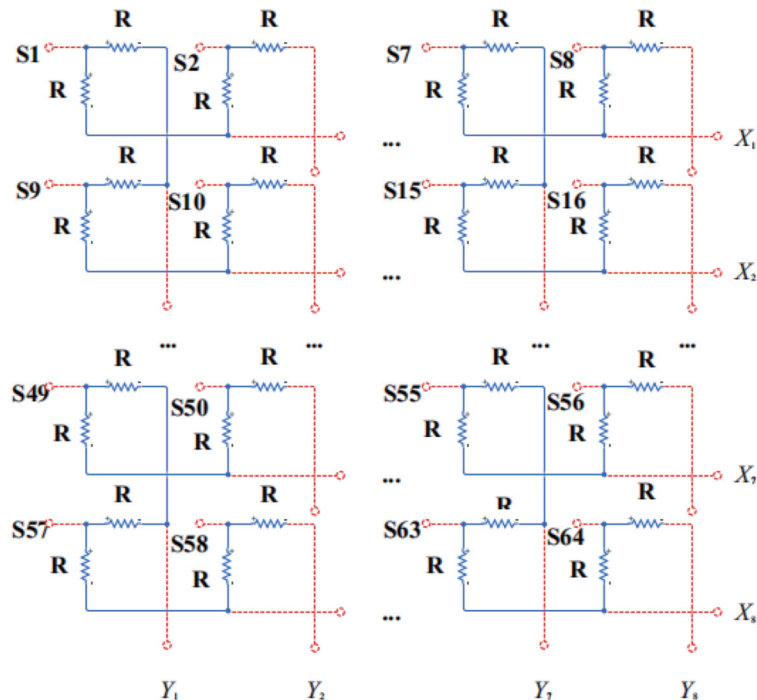 R R R R
S1 S2 S7 S8
R R R R
... X₁
R R R R
S9 S10 S15 S16
R R R R
... X₂
... ... ... ...
R R R R
S49 S50 S55 S56
R R R R
... X₇
R R R R
S57 S58 S63 S64
R R R R
... X₈
Y₁ Y₂ Y₇ Y₈